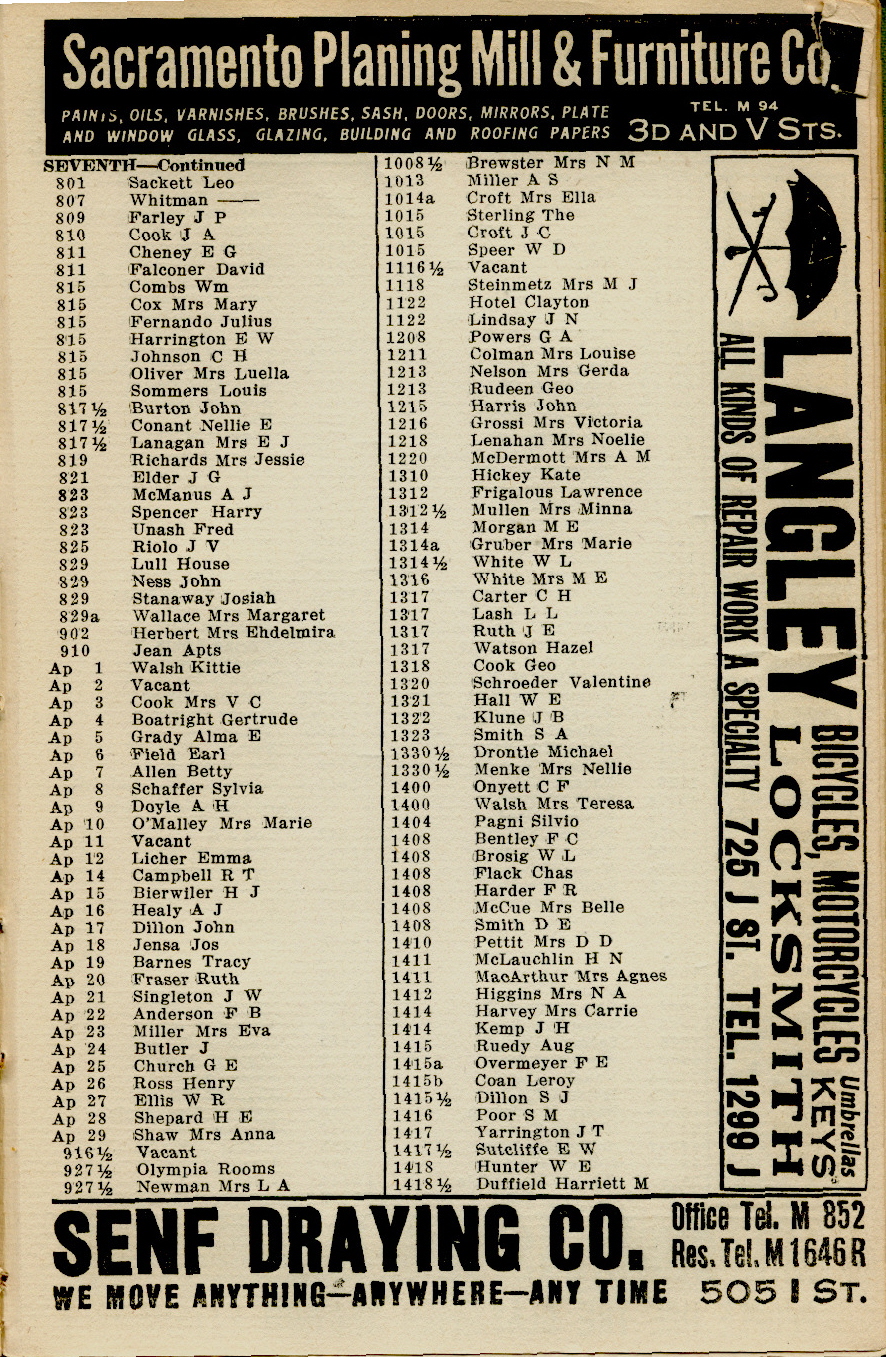 Sacramento Planing Mill & Furniture Co.
PAINTS, OILS, VARNISHES, BRUSHES, SASH, DOORS, MIRRORS, PLATE
AND WINDOW GLASS, GLAZING, BUILDING AND ROOFING PAPERS
TEL. M 94
3D AND V STS.
SEVENTH—Continued
801 Sackett Leo
807 Whitman ——
809 Farley J P
810 Cook J A
811 Cheney E G
811 Falconer David
815 Combs Wm
815 Cox Mrs Mary
815 Fernando Julius
815 Harrington E W
815 Johnson C H
815 Oliver Mrs Luella
815 Sommers Louis
817½ Burton John
817½ Conant Nellie E
817½ Lanagan Mrs E J
819 Richards Mrs Jessie
821 Elder J G
823 McManus A J
823 Spencer Harry
823 Unash Fred
825 Riolo J V
829 Lull House
829 Ness John
829 Stanaway Josiah
829a Wallace Mrs Margaret
902 Herbert Mrs Ehdelmira
910 Jean Apts
Ap 1 Walsh Kittie
Ap 2 Vacant
Ap 3 Cook Mrs V C
Ap 4 Boatright Gertrude
Ap 5 Grady Alma E
Ap 6 Field Earl
Ap 7 Allen Betty
Ap 8 Schaffer Sylvia
Ap 9 Doyle A H
Ap 10 O'Malley Mrs Marie
Ap 11 Vacant
Ap 12 Licher Emma
Ap 14 Campbell R T
Ap 15 Bierwiler H J
Ap 16 Healy A J
Ap 17 Dillon John
Ap 18 Jensa Jos
Ap 19 Barnes Tracy
Ap 20 Fraser Ruth
Ap 21 Singleton J W
Ap 22 Anderson F B
Ap 23 Miller Mrs Eva
Ap 24 Butler J
Ap 25 Church G E
Ap 26 Ross Henry
Ap 27 Ellis W R
Ap 28 Shepard H E
Ap 29 Shaw Mrs Anna
916½ Vacant
927½ Olympia Rooms
927½ Newman Mrs L A
1008½ Brewster Mrs N M
1013 Miller A S
1014a Croft Mrs Ella
1015 Sterling The
1015 Croft J C
1015 Speer W D
1116½ Vacant
1118 Steinmetz Mrs M J
1122 Hotel Clayton
1122 Lindsay J N
1208 Powers G A
1211 Colman Mrs Louise
1213 Nelson Mrs Gerda
1213 Rudeen Geo
1215 Harris John
1216 Grossi Mrs Victoria
1218 Lenahan Mrs Noelie
1220 McDermott Mrs A M
1310 Hickey Kate
1312 Frigalous Lawrence
1312½ Mullen Mrs Minna
1314 Morgan M E
1314a Gruber Mrs Marie
1314½ White W L
1316 White Mrs M E
1317 Carter C H
1317 Lash L L
1317 Ruth J E
1317 Watson Hazel
1318 Cook Geo
1320 Schroeder Valentine
1321 Hall W E
1322 Klune J B
1323 Smith S A
1330½ Drontle Michael
1330½ Menke Mrs Nellie
1400 Onyett C F
1400 Walsh Mrs Teresa
1404 Pagni Silvio
1408 Bentley F C
1408 Brosig W L
1408 Flack Chas
1408 Harder F R
1408 McCue Mrs Belle
1408 Smith D E
1410 Pettit Mrs D D
1411 McLauchlin H N
1411 MacArthur Mrs Agnes
1412 Higgins Mrs N A
1414 Harvey Mrs Carrie
1414 Kemp J H
1415 Ruedy Aug
1415a Overmeyer F E
1415b Coan Leroy
1415½ Dillon S J
1416 Poor S M
1417 Yarrington J T
1417½ Sutcliffe E W
1418 Hunter W E
1418½ Duffield Harriett M
LANGLEY
BICYCLES, MOTORCYCLES Umbrellas
LOCKSMITH KEYS
ALL KINDS OF REPAIR WORK A SPECIALTY 725 J ST. TEL. 1299 J
SENF DRAYING CO.
Office Tel. M 852
Res. Tel. M 1646 R
WE MOVE ANYTHING—ANYWHERE—ANY TIME
505 I ST.